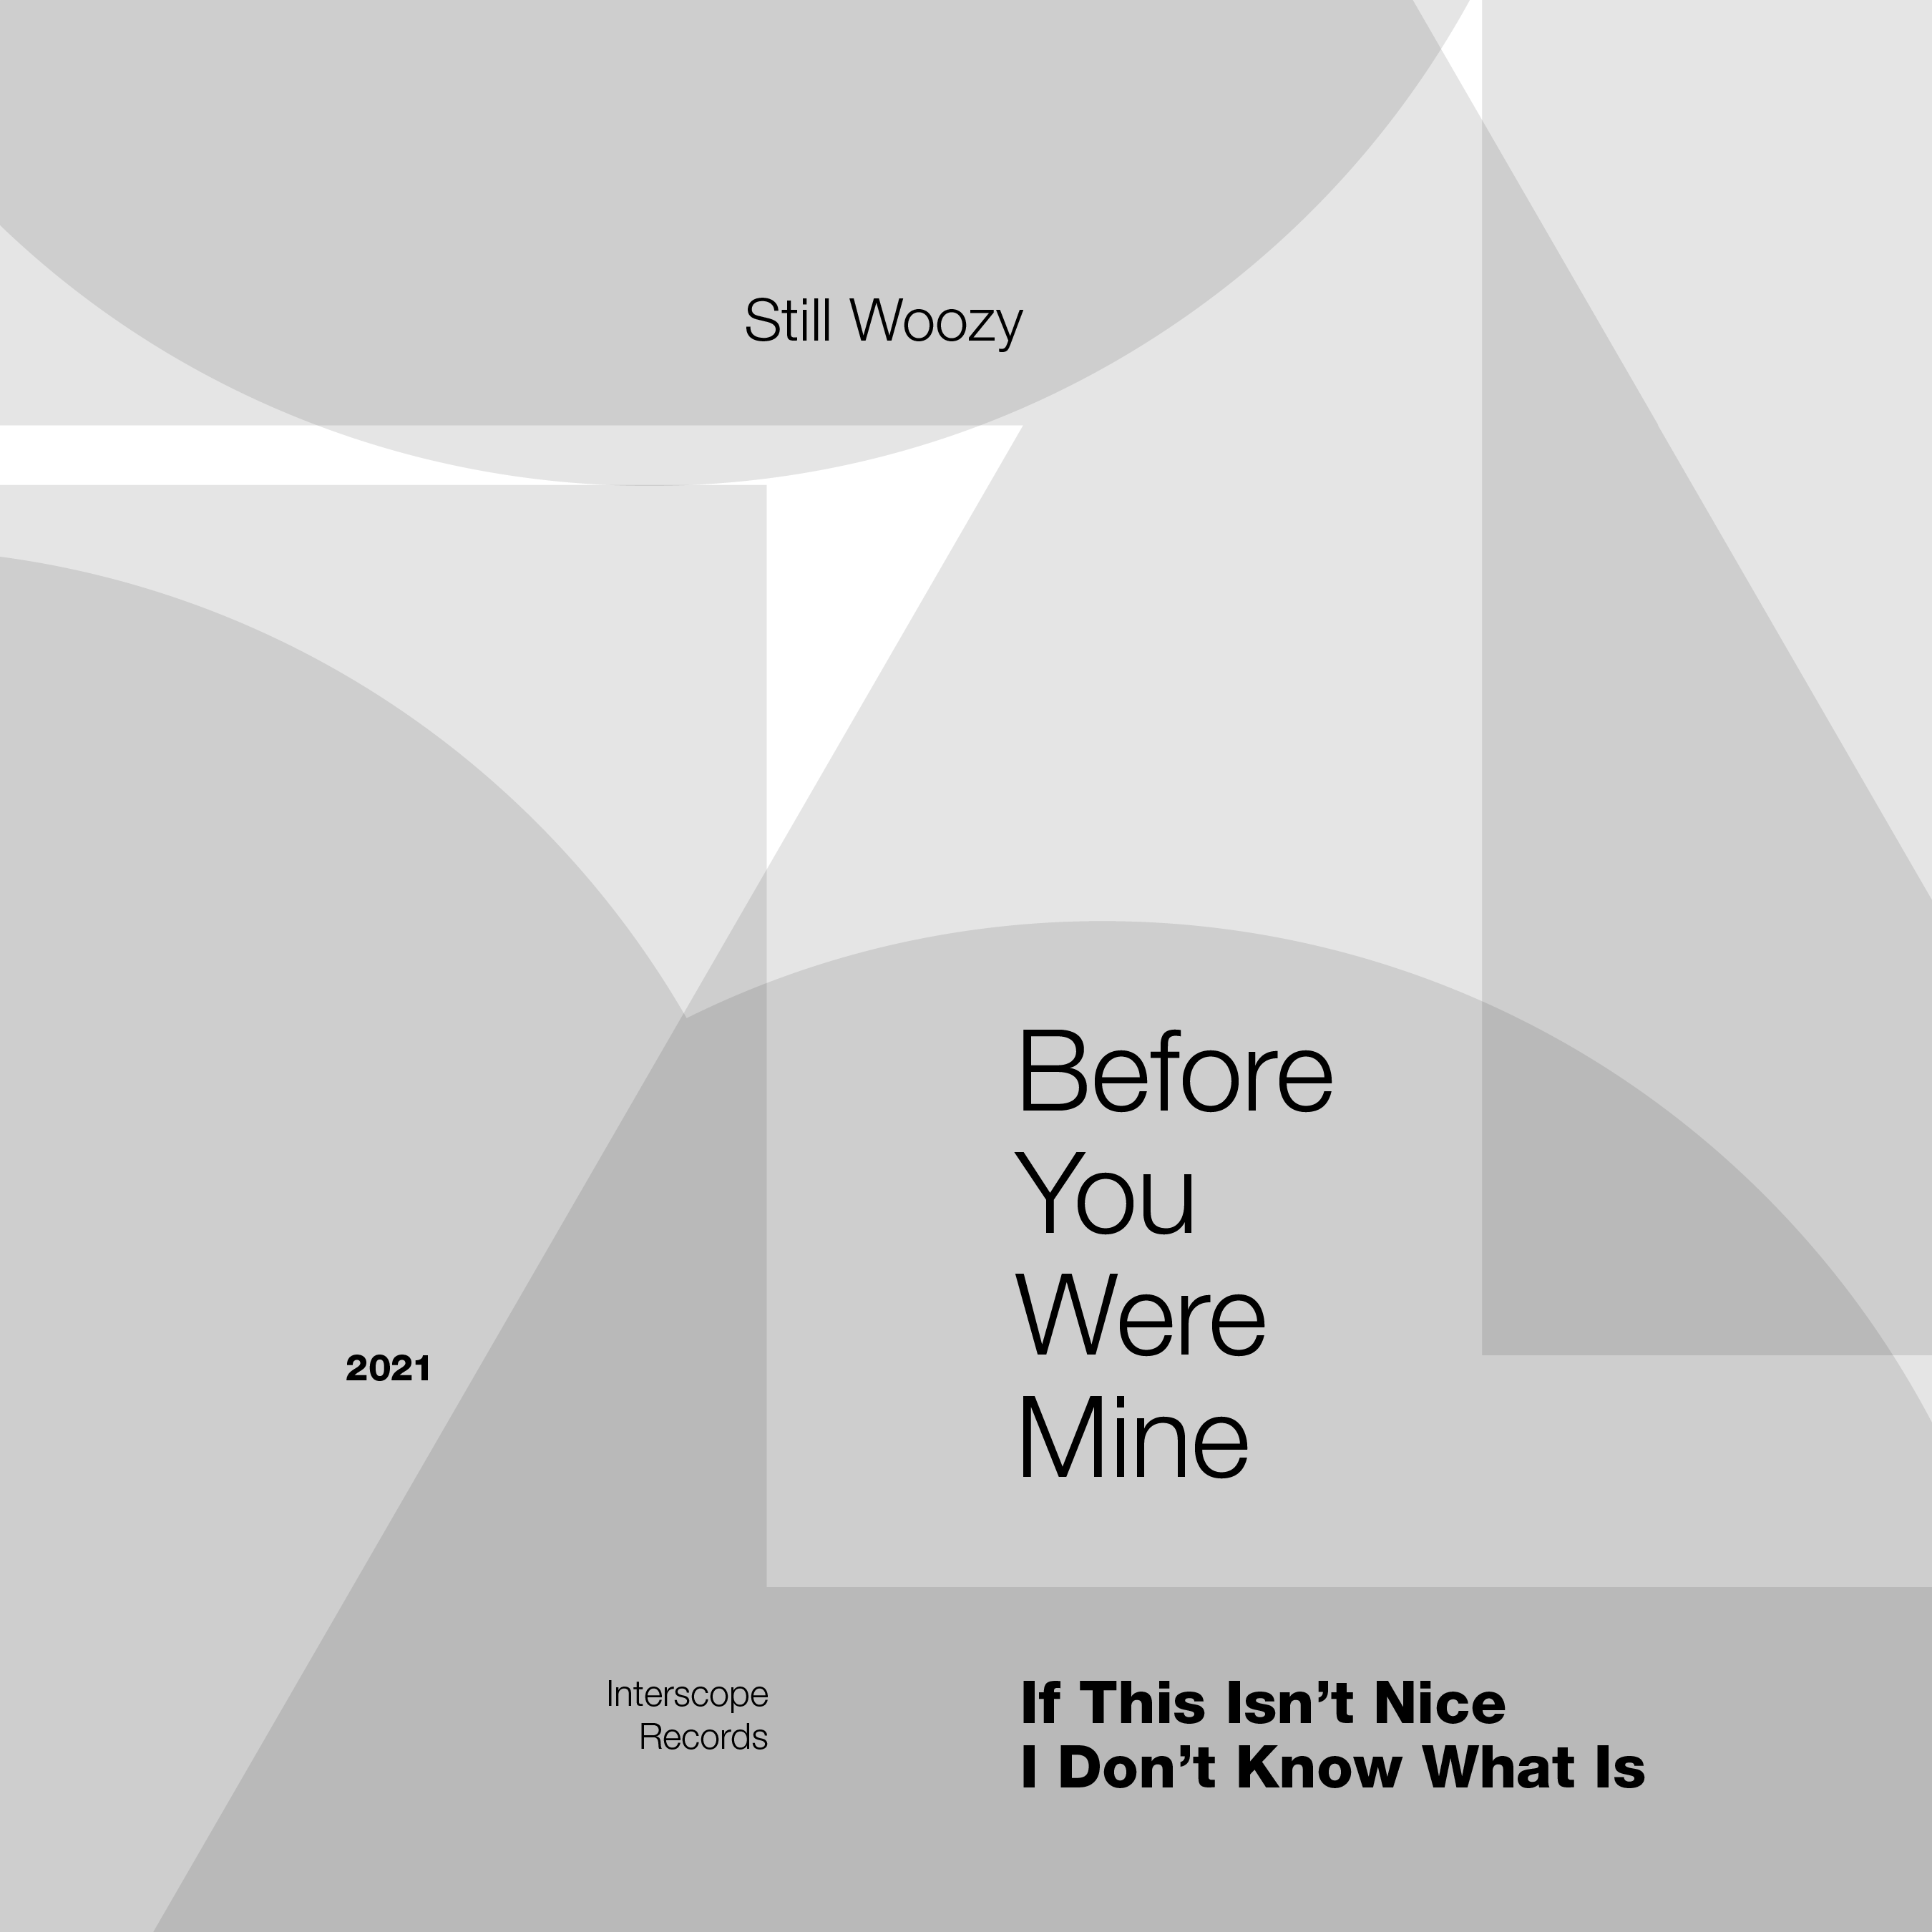 Still Woozy
Before
You
Were
Mine
2021
Interscope
Records
If This Isn’t Nice
I Don’t Know What Is